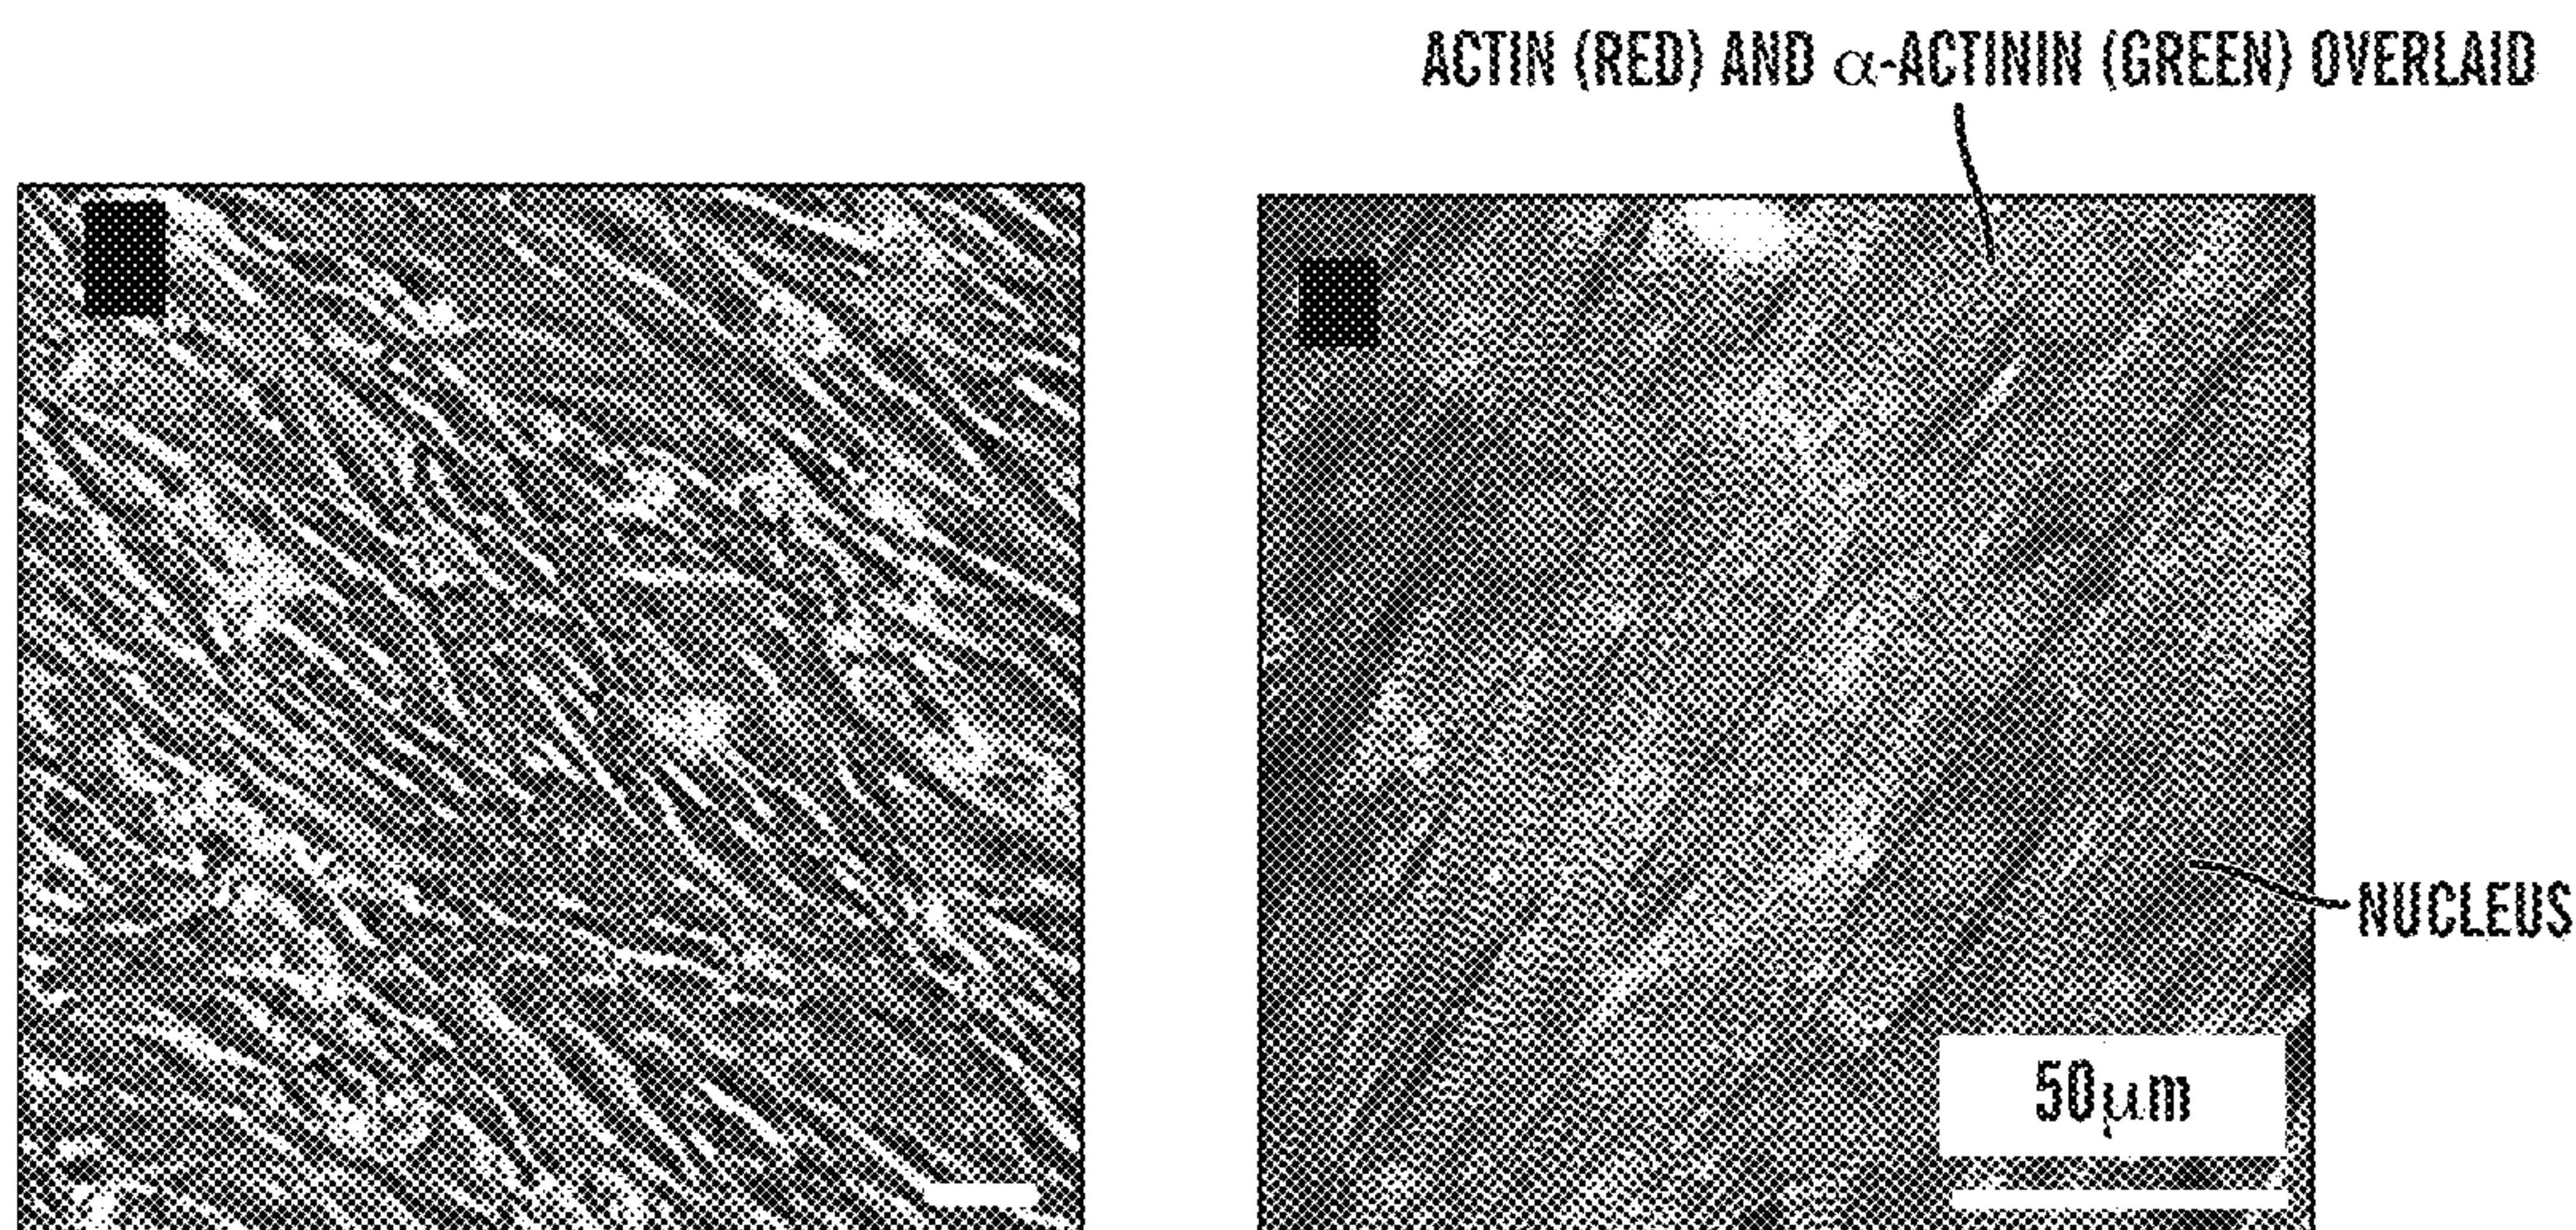 ACTIN (RED) AND α-ACTININ (GREEN) OVERLAID
NUCLEUS
50μm